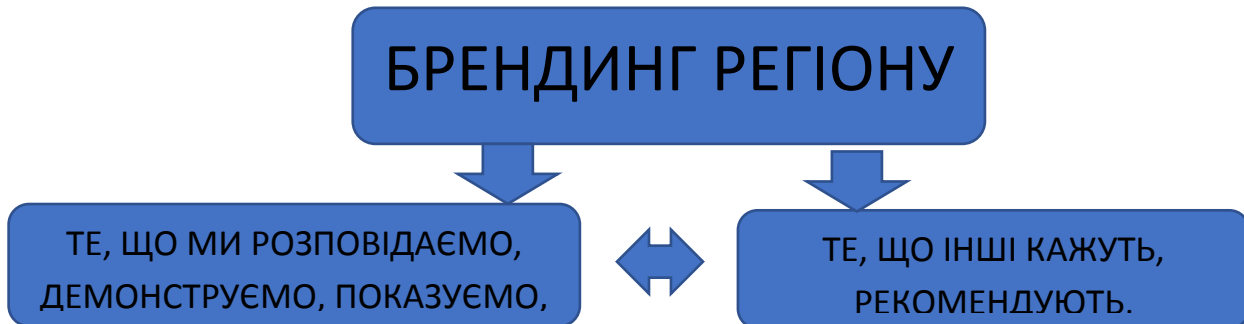 БРЕНДИНГ РЕГІОНУ
ТЕ, ЩО МИ РОЗПОВІДАЄМО,
ДЕМОНСТРУЄМО, ПОКАЗУЄМО,
ТЕ, ЩО ІНШІ КАЖУТЬ,
РЕКОМЕНДУЮТЬ.